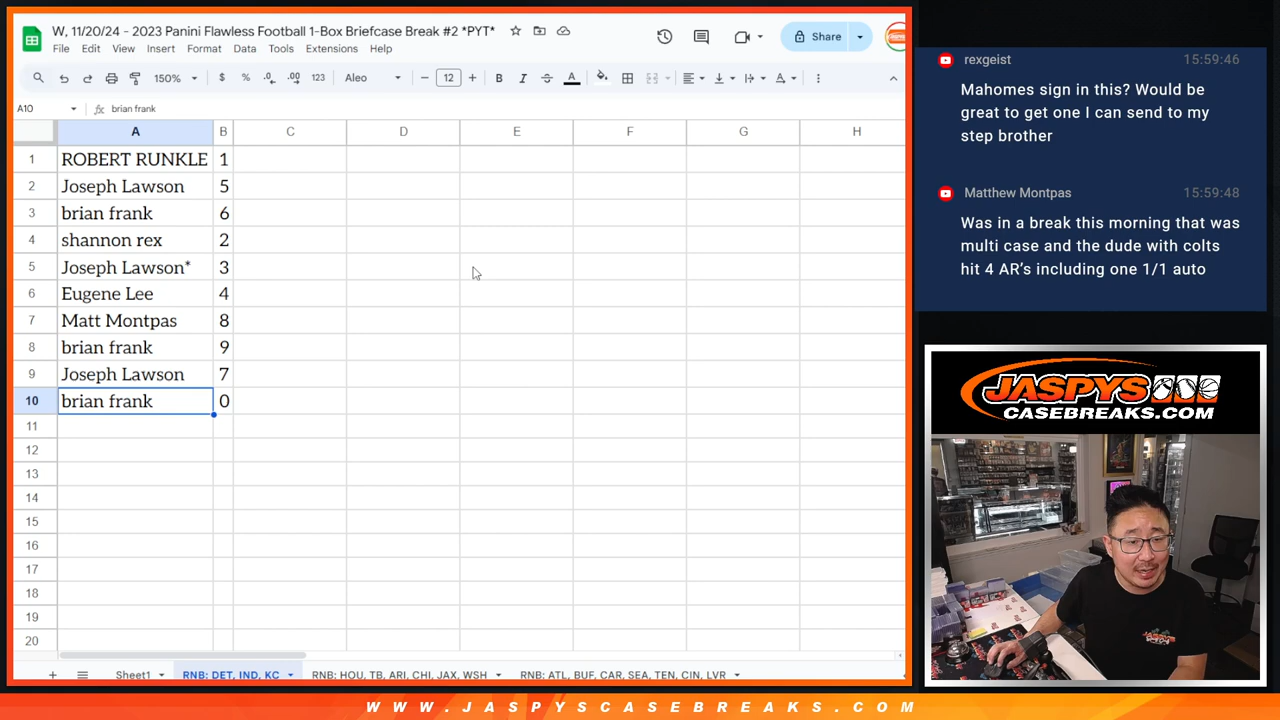 W, 11/20/24 - 2023 Panini Flawless Football 1-Box Briefcase Break #2 *PYT*
Share
File Edit View Insert Format Data Tools Extensions Help
150% $ % .0 .00 123 Aleo 12 B I A
A10 fx brian frank
A B C D E F G H
1 ROBERT RUNKLE 1
2 Joseph Lawson 5
3 brian frank 6
4 shannon rex 2
5 Joseph Lawson* 3
6 Eugene Lee 4
7 Matt Montpas 8
8 brian frank 9
9 Joseph Lawson 7
10 brian frank 0
11
12
13
14
15
16
17
18
19
20
Sheet1 RNB: DET, IND, KC RNB: HOU, TB, ARI, CHI, JAX, WSH RNB: ATL, BUF, CAR, SEA, TEN, CIN, LVR
rexgeist 15:59:46
Mahomes sign in this? Would be
great to get one I can send to my
step brother
Matthew Montpas 15:59:48
Was in a break this morning that was
multi case and the dude with colts
hit 4 AR’s including one 1/1 auto
JASPYS
CASEBREAKS.COM
JASPYS
WWW.JASPYSCASEBREAKS.COM